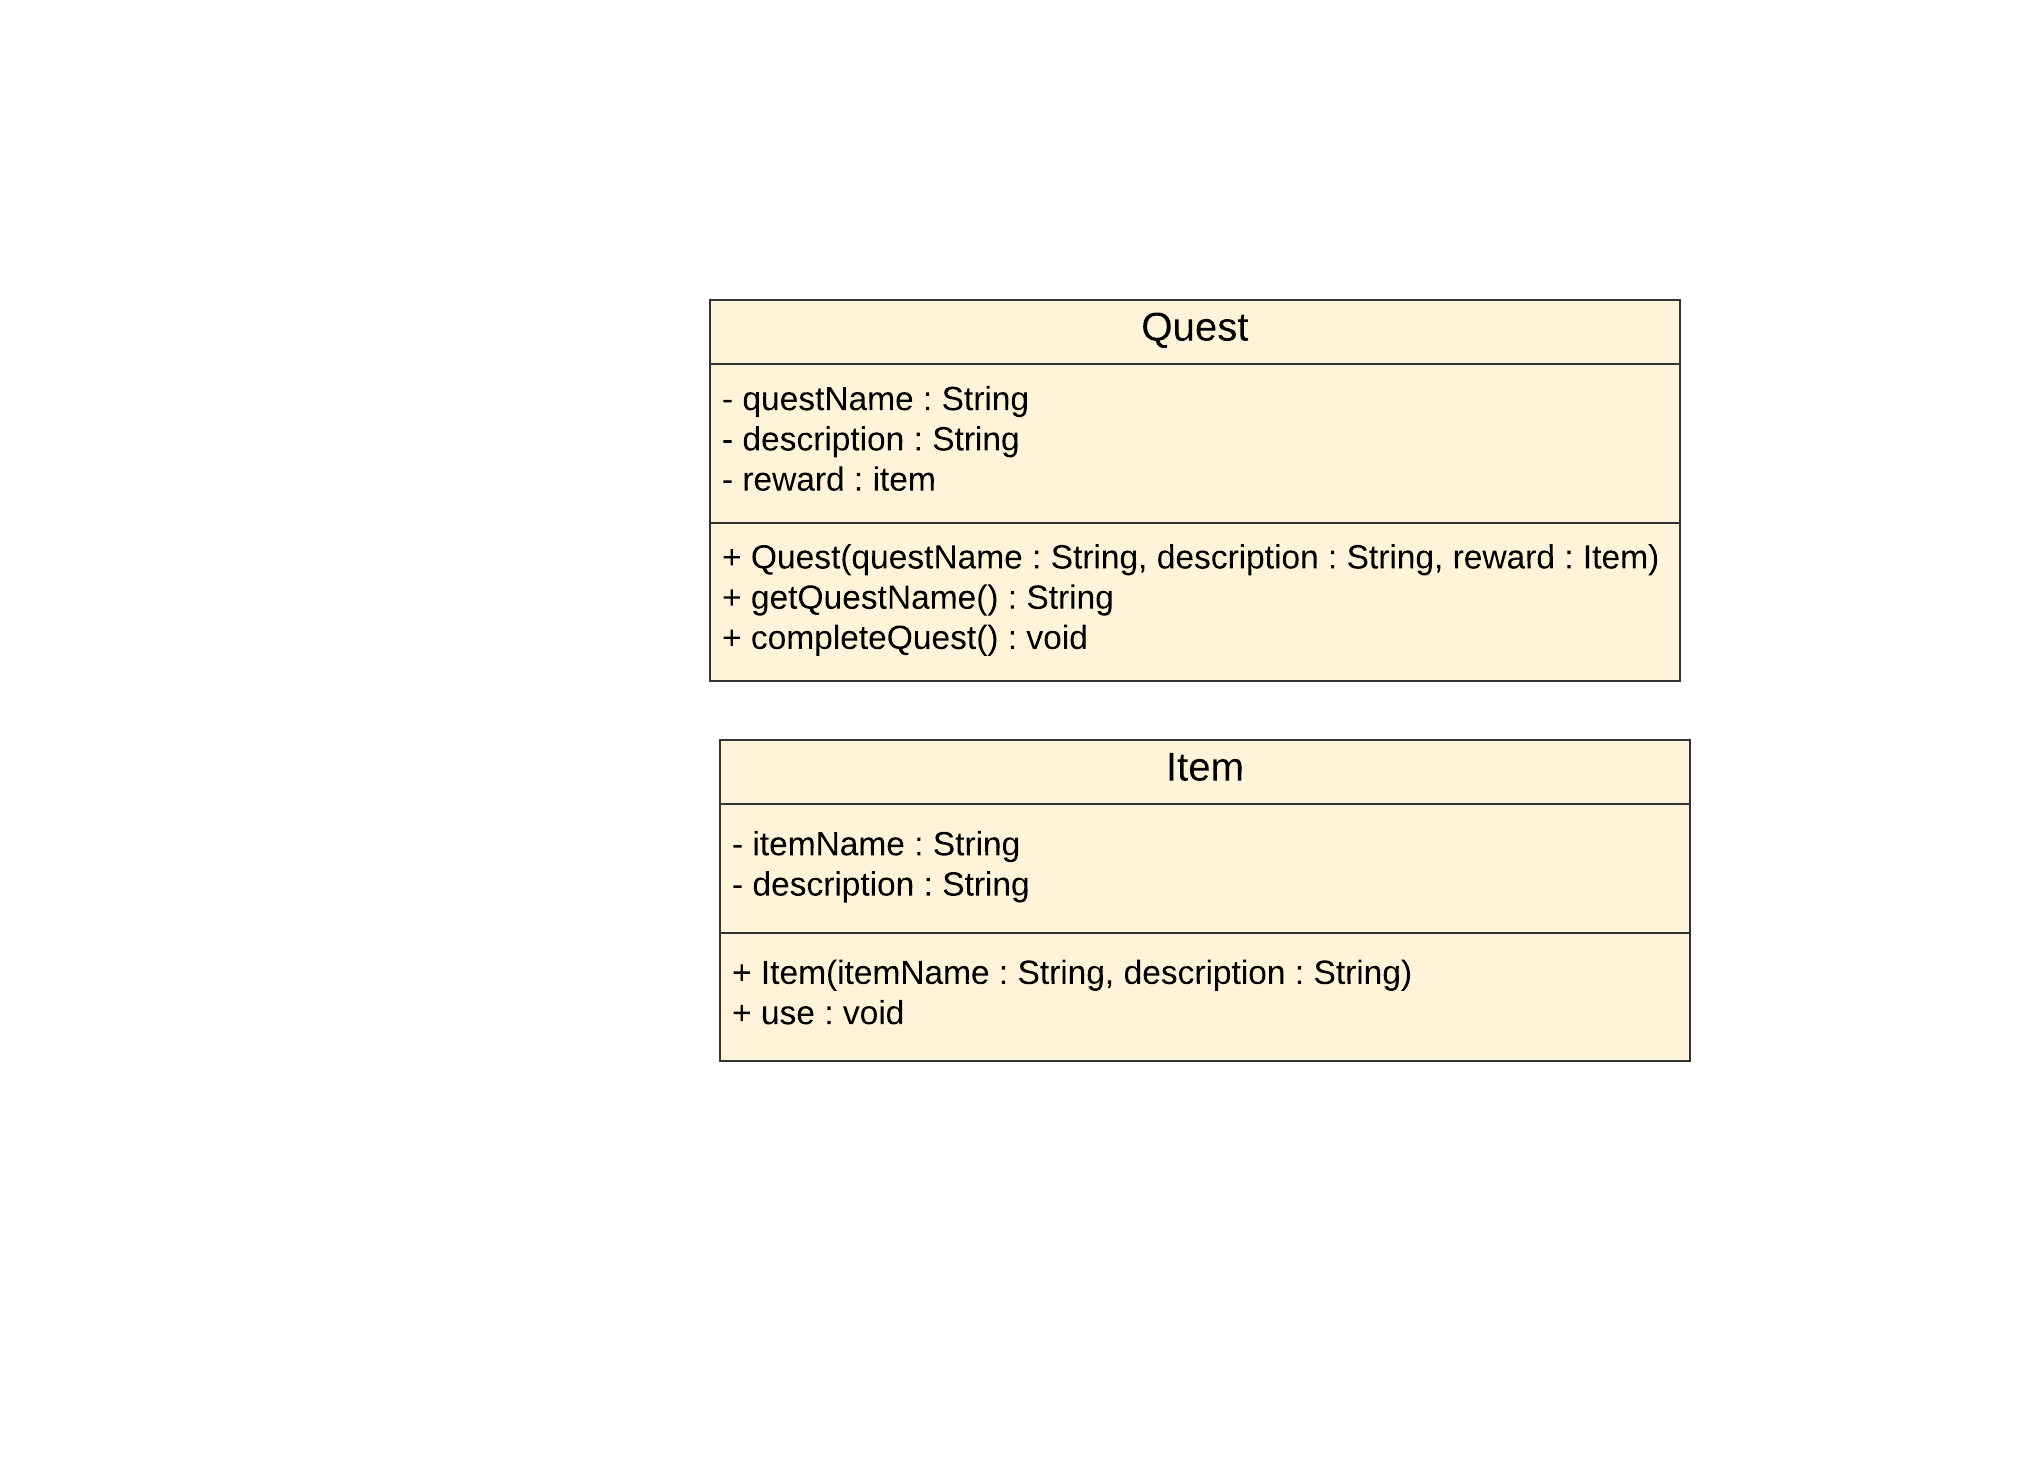 Quest
- questName : String
- description : String
- reward : item
+ Quest(questName : String, description : String, reward : Item)
+ getQuestName() : String
+ completeQuest() : void
Item
- itemName : String
- description : String
+ Item(itemName : String, description : String)
+ use : void